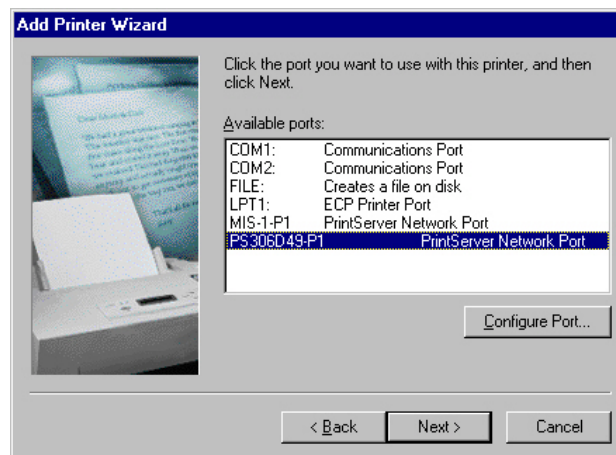 Add Printer Wizard
Click the port you want to use with this printer, and then
click Next.
Available ports:
COM1: Communications Port
COM2: Communications Port
FILE: Creates a file on disk
LPT1: ECP Printer Port
MIS-1-P1 PrintServer Network Port
PS306D49-P1 PrintServer Network Port
Configure Port...
< Back
Next >
Cancel